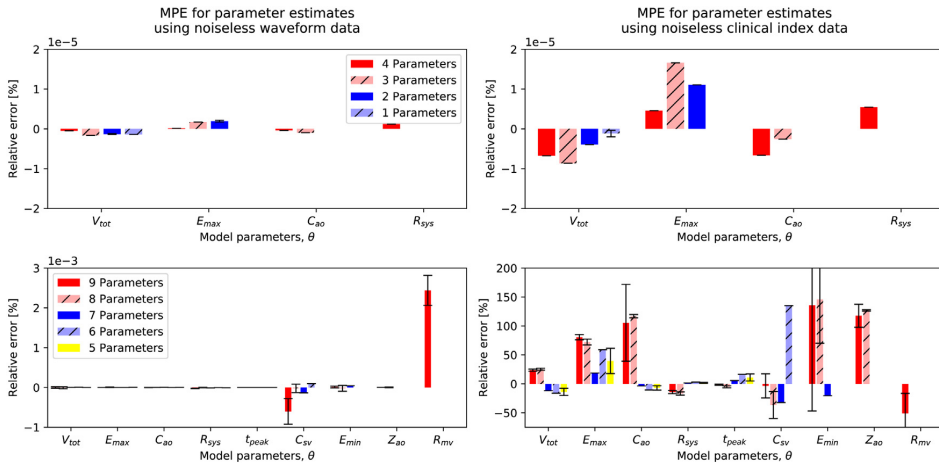 MPE for parameter estimates
using noiseless waveform data
1e−5
2
1
0
−1
−2
Relative error [%]
4 Parameters
3 Parameters
2 Parameters
1 Parameters
V_tot E_max C_ao R_sys
Model parameters, θ
MPE for parameter estimates
using noiseless clinical index data
1e−5
2
1
0
−1
−2
Relative error [%]
V_tot E_max C_ao R_sys
Model parameters, θ
1e−3
3
2
1
0
−1
Relative error [%]
9 Parameters
8 Parameters
7 Parameters
6 Parameters
5 Parameters
V_tot E_max C_ao R_sys t_peak C_sv E_min Z_ao R_mv
Model parameters, θ
200
150
100
50
0
−50
Relative error [%]
V_tot E_max C_ao R_sys t_peak C_sv E_min Z_ao R_mv
Model parameters, θ